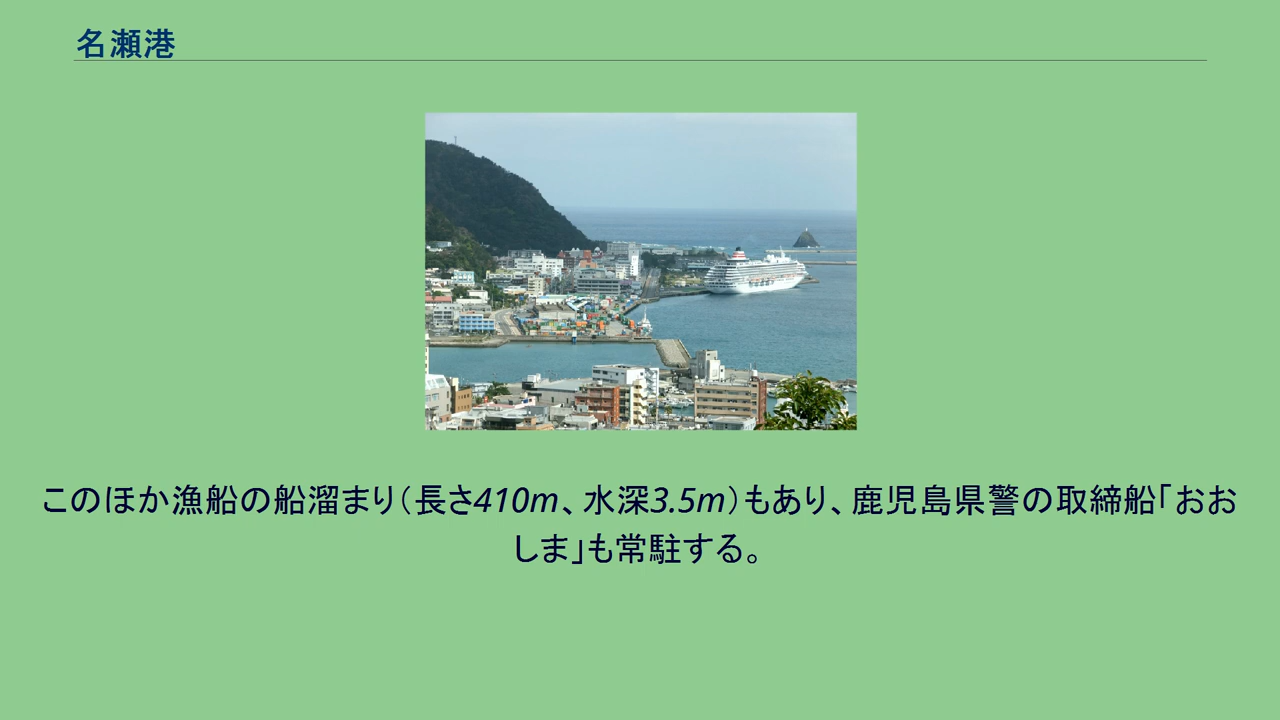 名瀬港
このほか漁船の船溜まり（長さ410m、水深3.5m）もあり、鹿児島県警の取締船「おお
しま」も常駐する。